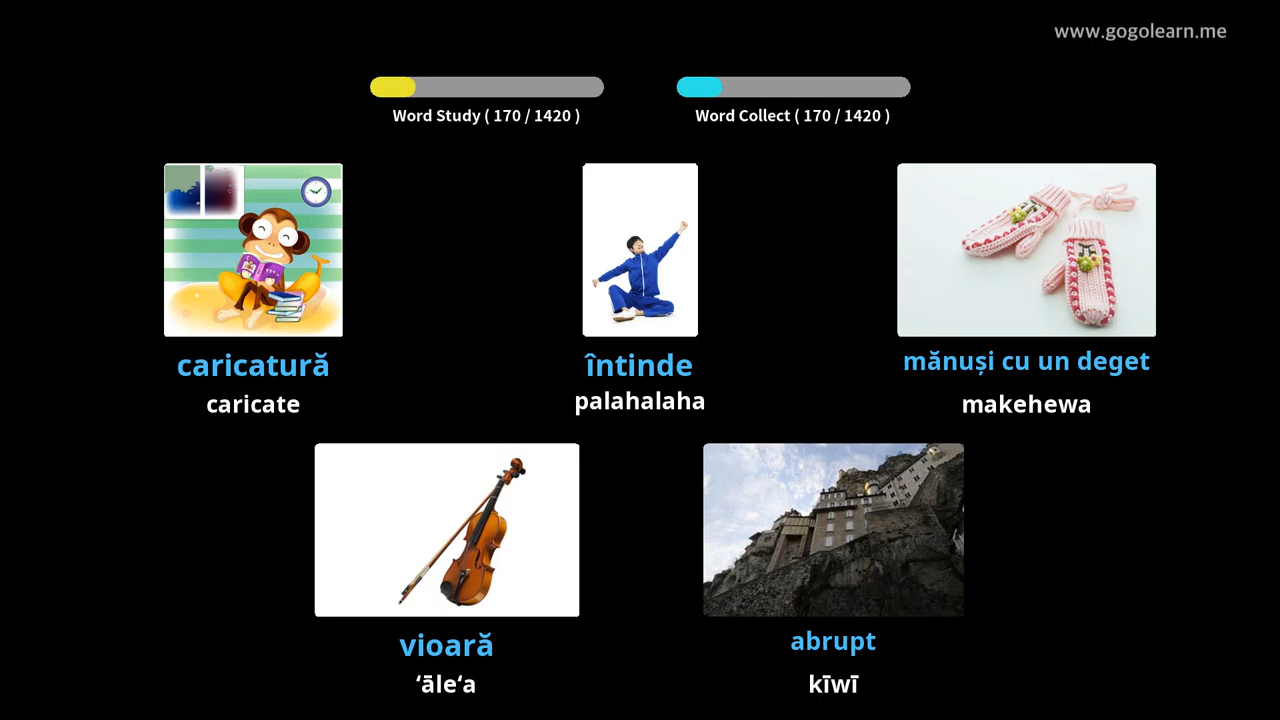 www.gogolearn.me
Word Study ( 170 / 1420 )
Word Collect ( 170 / 1420 )
caricatură
caricate
întinde
palahalaha
mănuși cu un deget
makehewa
vioară
ʻāleʻa
abrupt
kīwī